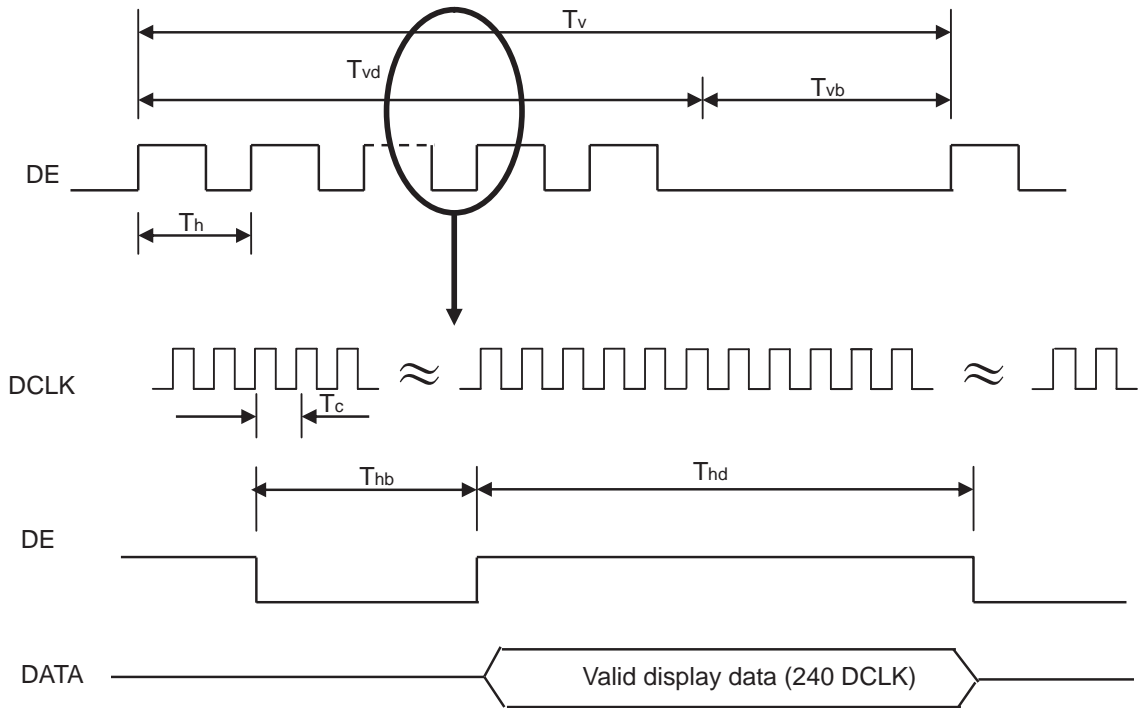 Tv
Tvd
Tvb
DE
Th
DCLK
Tc
Thb
Thd
DE
DATA
Valid display data (240 DCLK)